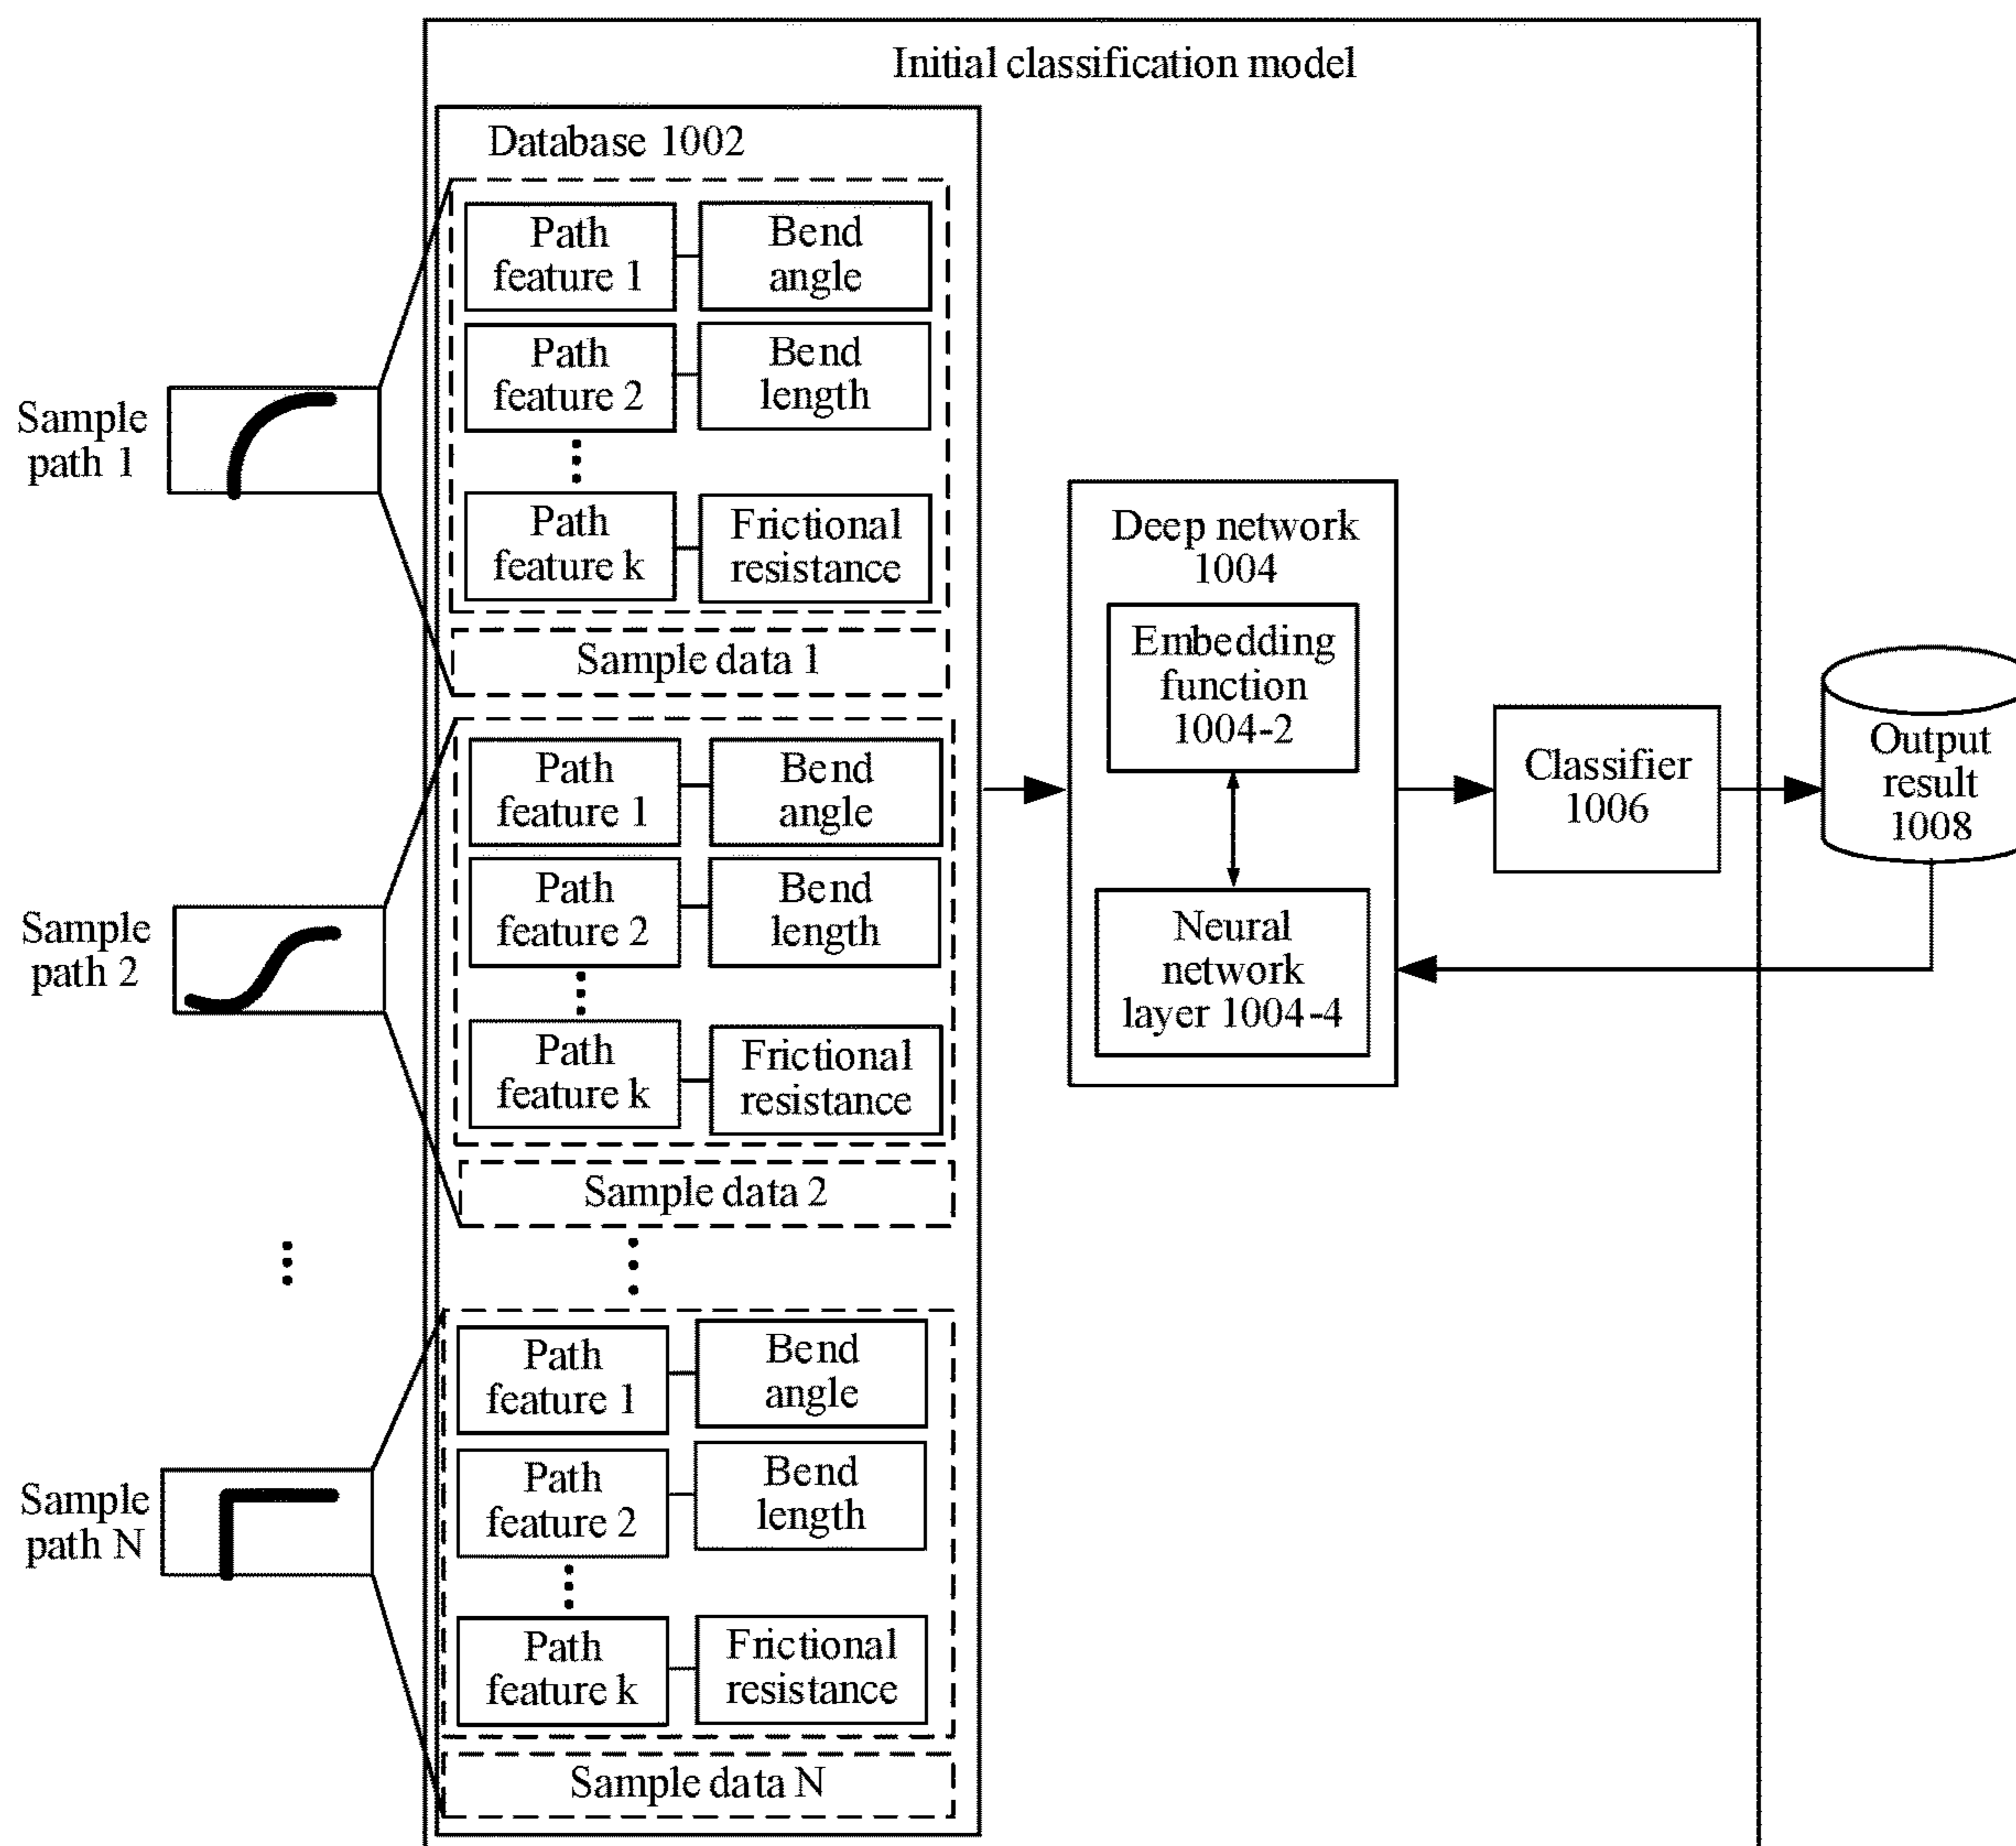 Initial classification model
Database 1002
Sample
path 1
Path
feature 1
Bend
angle
Path
feature 2
Bend
length
Path
feature k
Frictional
resistance
Sample data 1
Sample
path 2
Path
feature 1
Bend
angle
Path
feature 2
Bend
length
Path
feature k
Frictional
resistance
Sample data 2
Sample
path N
Path
feature 1
Bend
angle
Path
feature 2
Bend
length
Path
feature k
Frictional
resistance
Sample data N
Deep network
1004
Embedding
function
1004-2
Neural
network
layer 1004-4
Classifier
1006
Output
result
1008